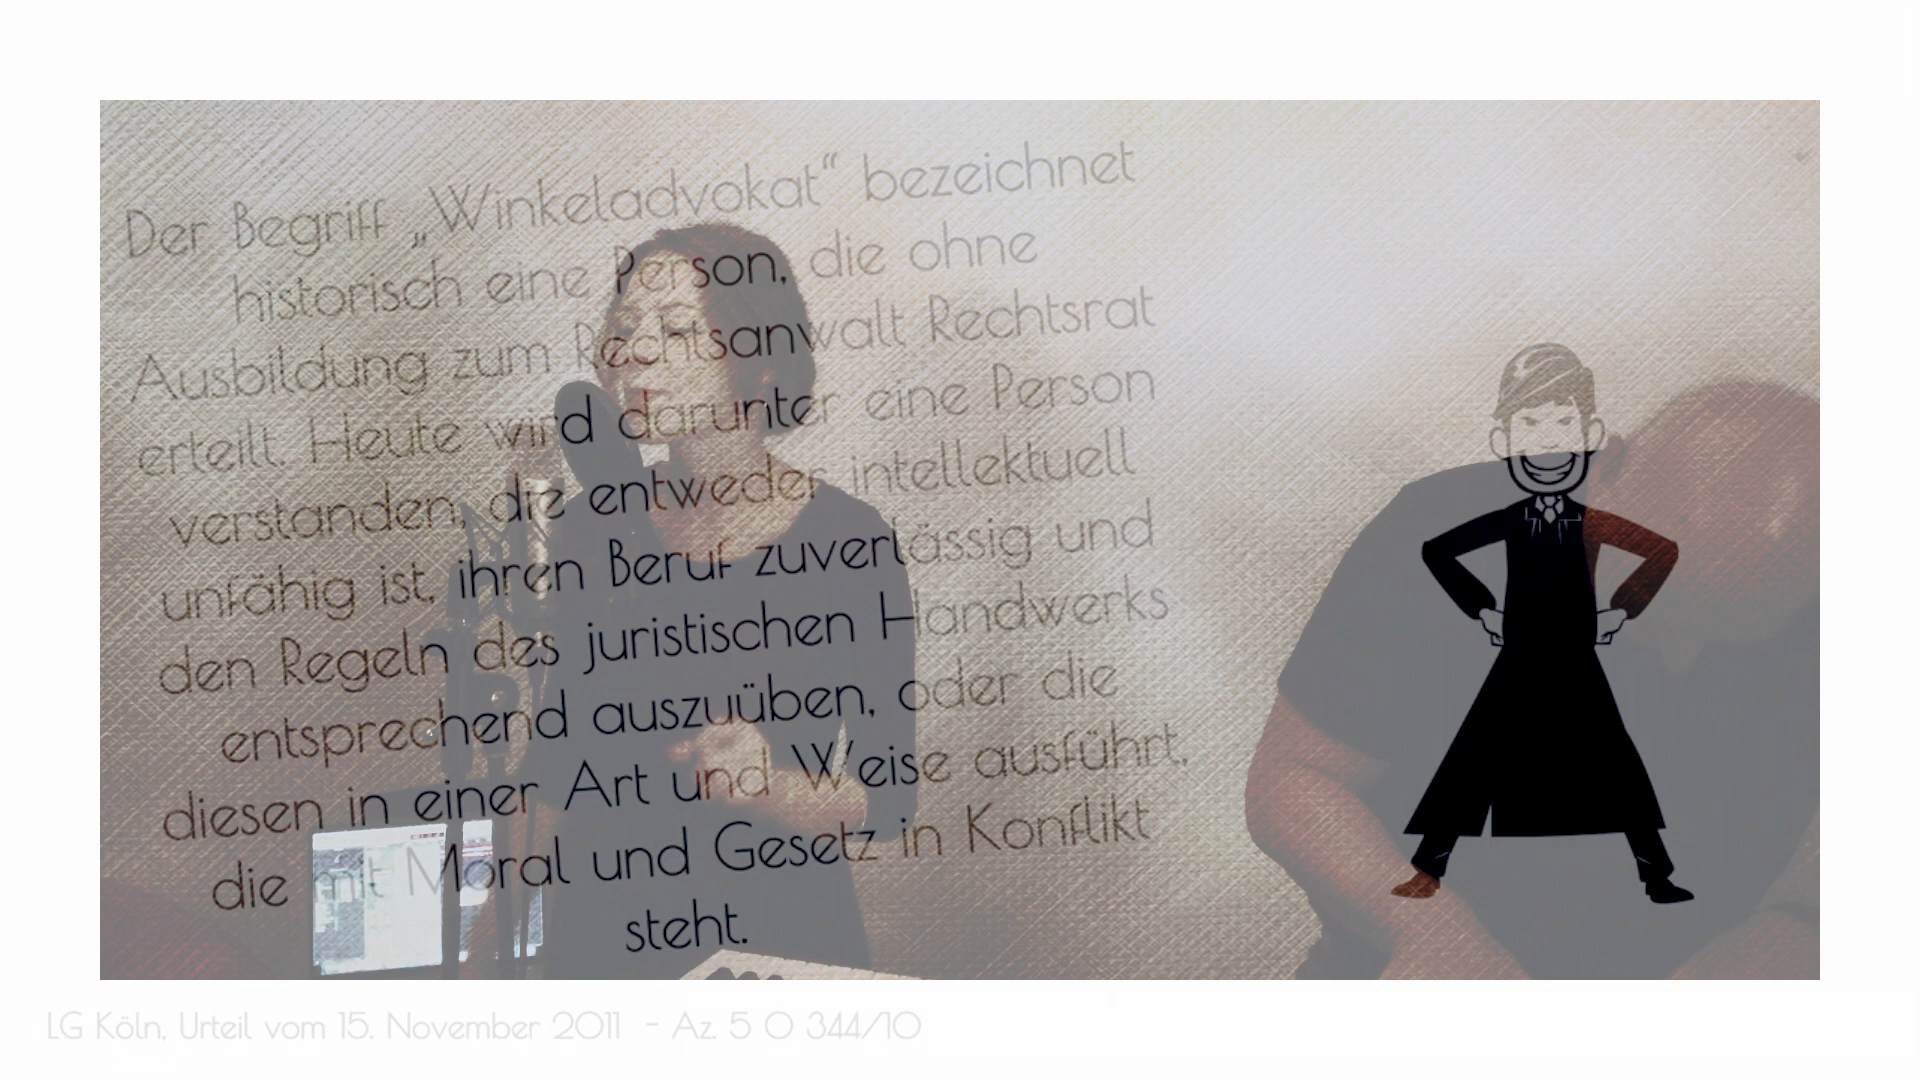 Der Begriff „Winkeladvokat“ bezeichnet
historisch eine Person, die ohne
Ausbildung zum Rechtsanwalt Rechtsrat
erteilt. Heute wird darunter eine Person
verstanden, die entweder intellektuell
unfähig ist, ihren Beruf zuverlässig und
den Regeln des juristischen Handwerks
entsprechend auszuüben, oder die
diesen in einer Art und Weise ausführt,
die mit Moral und Gesetz in Konflikt
steht.
LG Köln, Urteil vom 15. November 2011 - Az. 5 O 344/10